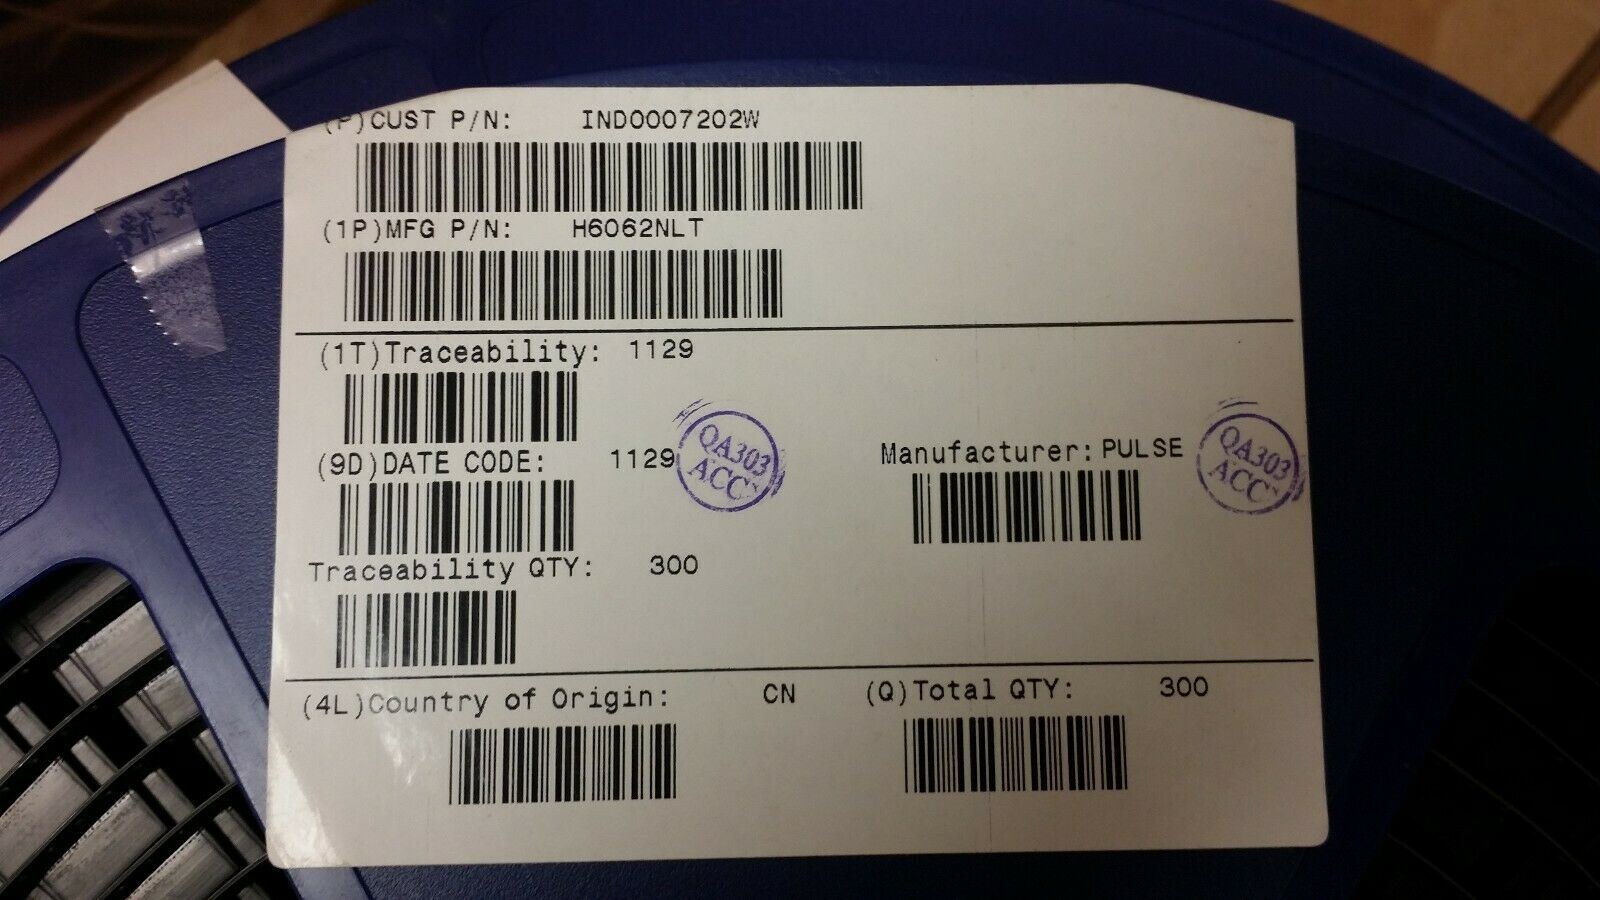 (P)CUST P/N: IND0007202W
(1P)MFG P/N: H6062NLT
(1T)Traceability: 1129
(9D)DATE CODE: 1129
QA303
ACC
Manufacturer: PULSE
QA303
ACC
Traceability QTY: 300
(4L)Country of Origin: CN
(Q)Total QTY: 300